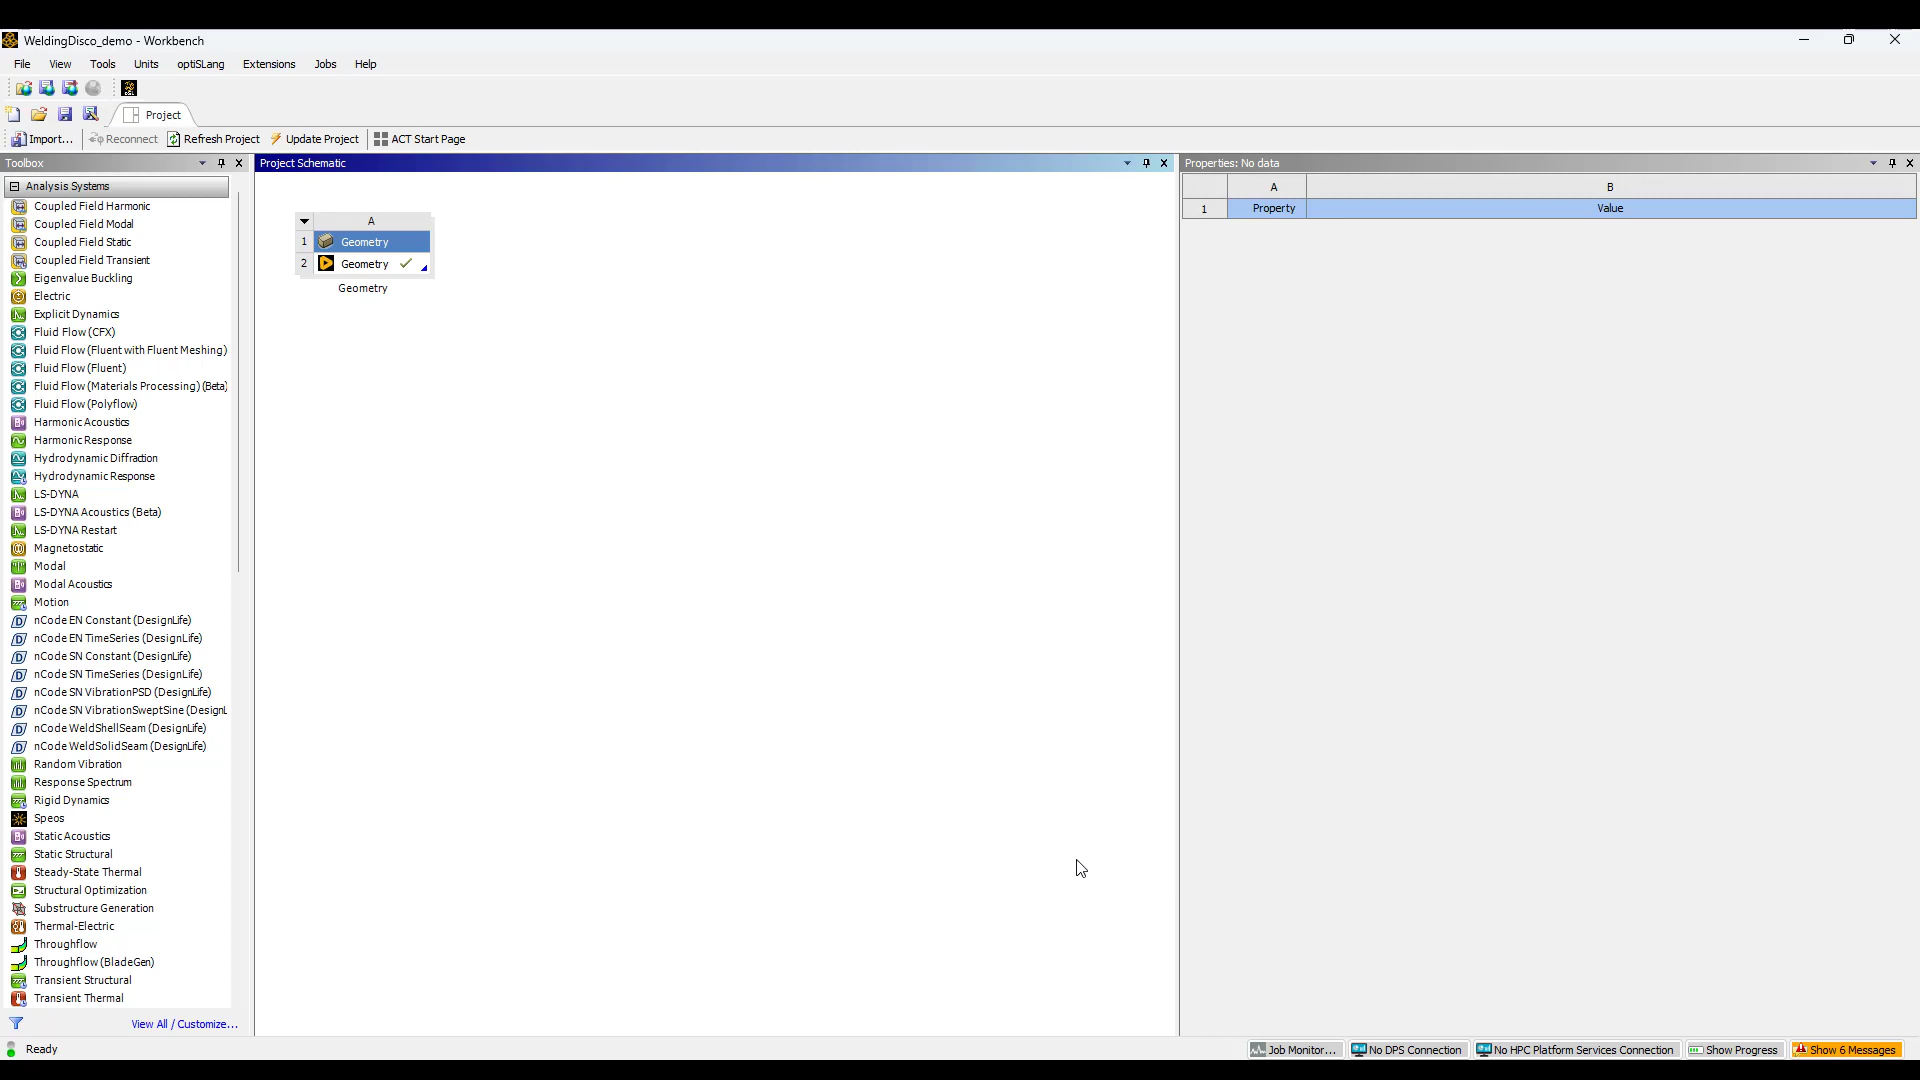 WeldingDisco_demo - Workbench
File View Tools Units optiSLang Extensions Jobs Help
Project
Import... Reconnect Refresh Project Update Project ACT Start Page
Toolbox
Analysis Systems
Coupled Field Harmonic
Coupled Field Modal
Coupled Field Static
Coupled Field Transient
Eigenvalue Buckling
Electric
Explicit Dynamics
Fluid Flow (CFX)
Fluid Flow (Fluent with Fluent Meshing)
Fluid Flow (Fluent)
Fluid Flow (Materials Processing) (Beta)
Fluid Flow (Polyflow)
Harmonic Acoustics
Harmonic Response
Hydrodynamic Diffraction
Hydrodynamic Response
LS-DYNA
LS-DYNA Acoustics (Beta)
LS-DYNA Restart
Magnetostatic
Modal
Modal Acoustics
Motion
nCode EN Constant (DesignLife)
nCode EN TimeSeries (DesignLife)
nCode SN Constant (DesignLife)
nCode SN TimeSeries (DesignLife)
nCode SN VibrationPSD (DesignLife)
nCode SN VibrationSweptSine (DesignL
nCode WeldShellSeam (DesignLife)
nCode WeldSolidSeam (DesignLife)
Random Vibration
Response Spectrum
Rigid Dynamics
Speos
Static Acoustics
Static Structural
Steady-State Thermal
Structural Optimization
Substructure Generation
Thermal-Electric
Throughflow
Throughflow (BladeGen)
Transient Structural
Transient Thermal
View All / Customize...
Project Schematic
A
1 Geometry
2 Geometry
Geometry
Properties: No data
A B
1 Property Value
Ready
Job Monitor... No DPS Connection No HPC Platform Services Connection Show Progress Show 6 Messages